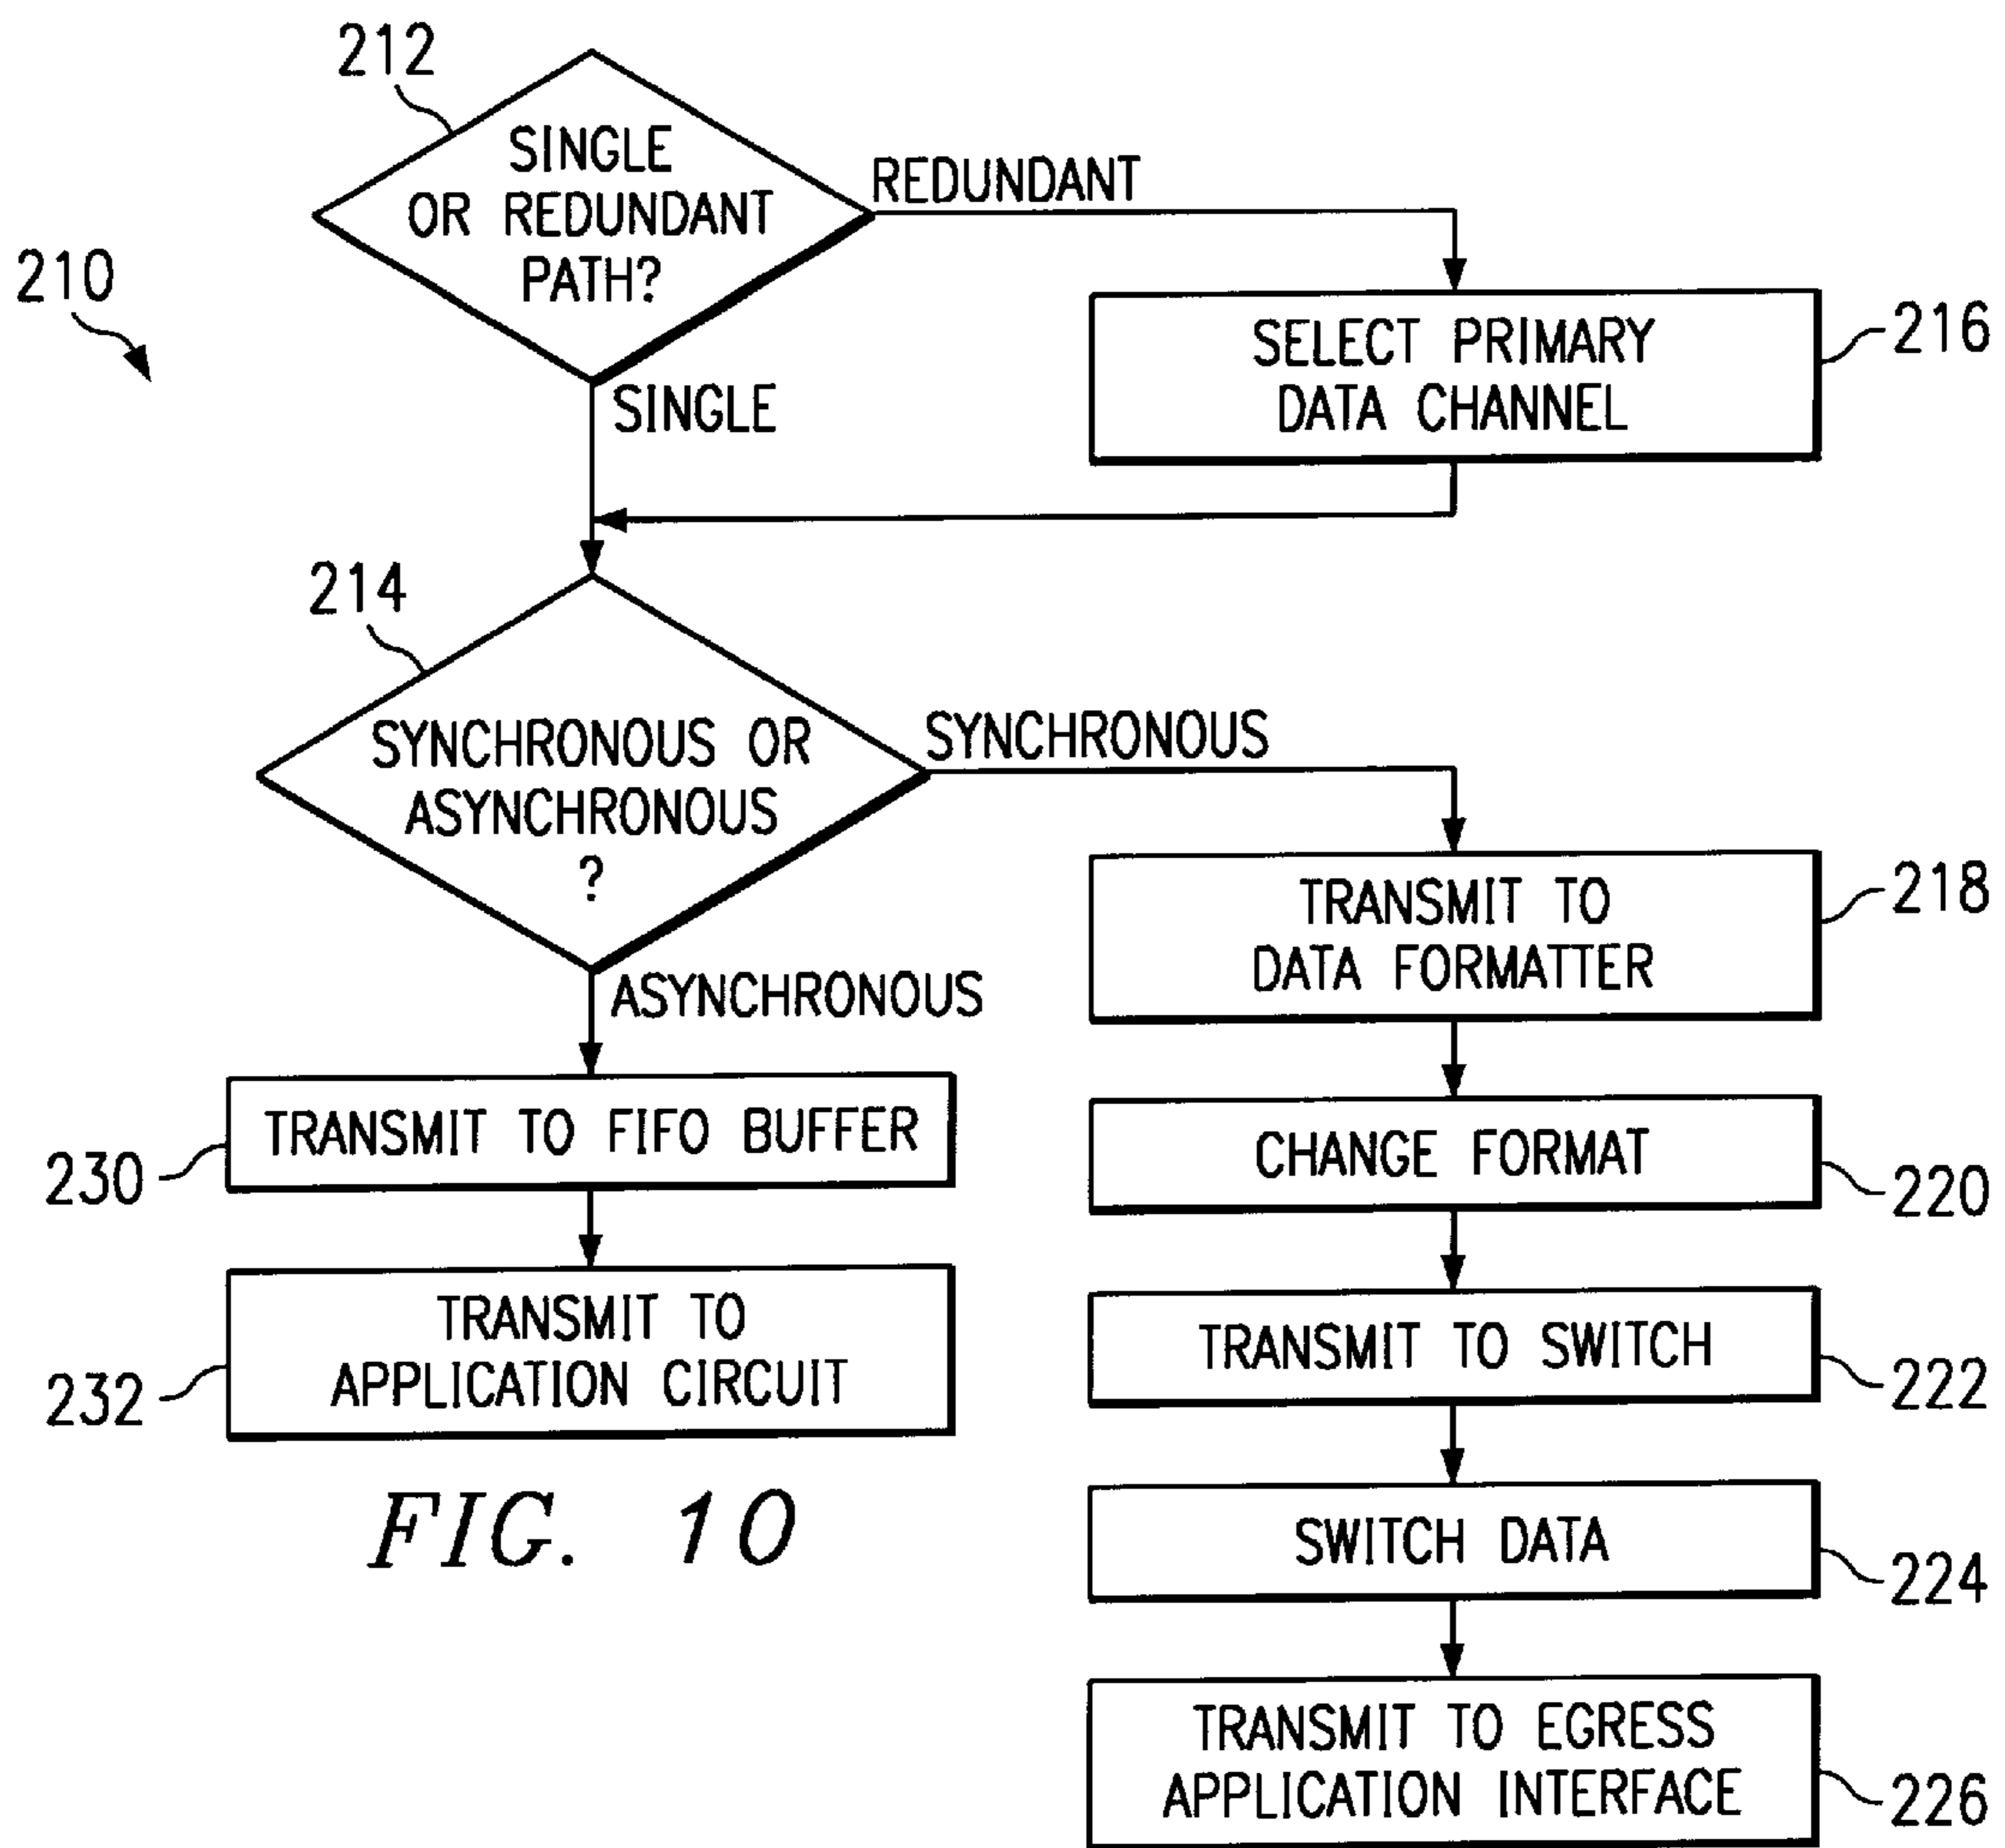 212
SINGLE
OR REDUNDANT
PATH?
REDUNDANT
210
SELECT PRIMARY
DATA CHANNEL
216
SINGLE
214
SYNCHRONOUS OR
ASYNCHRONOUS
?
SYNCHRONOUS
TRANSMIT TO
DATA FORMATTER
218
ASYNCHRONOUS
TRANSMIT TO FIFO BUFFER
230
CHANGE FORMAT
220
TRANSMIT TO
APPLICATION CIRCUIT
232
TRANSMIT TO SWITCH
222
SWITCH DATA
224
TRANSMIT TO EGRESS
APPLICATION INTERFACE
226
FIG. 10